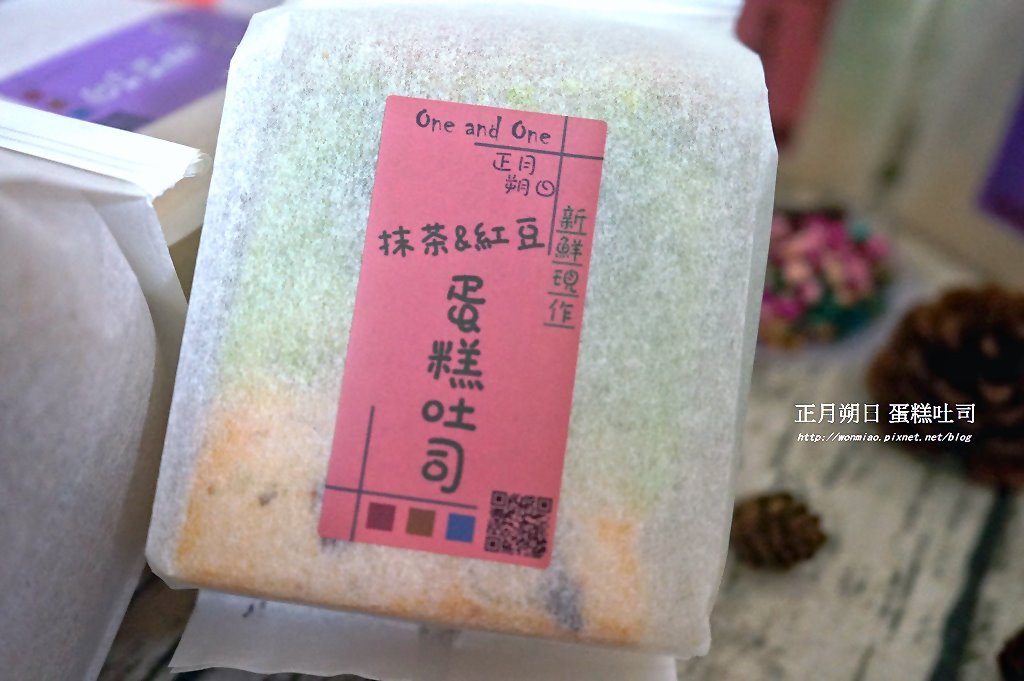 One and One
正月
朔日
抹茶&紅豆
新鮮現作
蛋糕吐司
正月朔日 蛋糕吐司
http://wonmiao.pixnet.net/blog